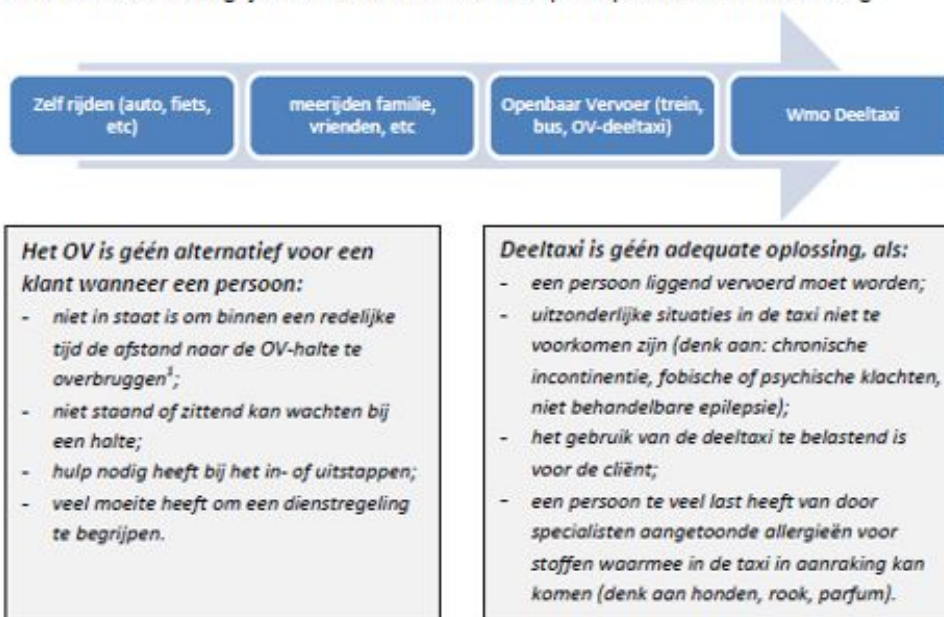 Zelf rijden (auto, fiets,
etc)
meerijden familie,
vrienden, etc
Openbaar Vervoer (trein,
bus, OV-deeltaxi)
Wmo Deeltaxi
Het OV is géén alternatief voor een
klant wanneer een persoon:
- niet in staat is om binnen een redelijke
tijd de afstand naar de OV-halte te
overbruggen¹;
- niet staand of zittend kan wachten bij
een halte;
- hulp nodig heeft bij het in- of uitstappen;
- veel moeite heeft om een dienstregeling
te begrijpen.
Deeltaxi is géén adequate oplossing, als:
- een persoon liggend vervoerd moet worden;
- uitzonderlijke situaties in de taxi niet te
voorkomen zijn (denk aan: chronische
incontinentie, fobische of psychische klachten,
niet behandelbare epilepsie);
- het gebruik van de deeltaxi te belastend is
voor de cliënt;
- een persoon te veel last heeft van door
specialisten aangetoonde allergieën voor
stoffen waarmee in de taxi in aanraking kan
komen (denk aan honden, rook, parfum).